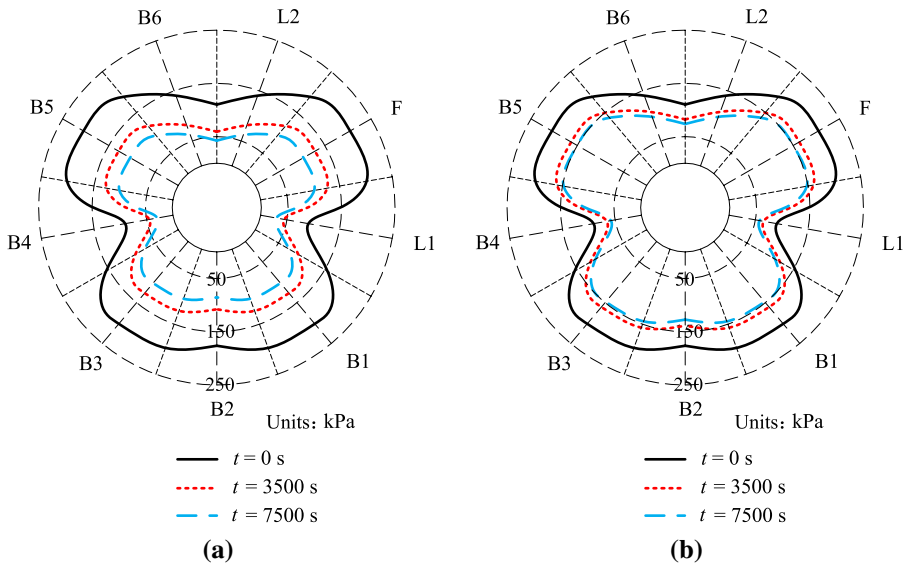 B6 L2
B5 F
B4 L1
50
150
B3 B1
250
B2
Units: kPa
t = 0 s
t = 3500 s
t = 7500 s
(a)
B6 L2
B5 F
B4 L1
50
150
B3 B1
250
B2
Units: kPa
t = 0 s
t = 3500 s
t = 7500 s
(b)